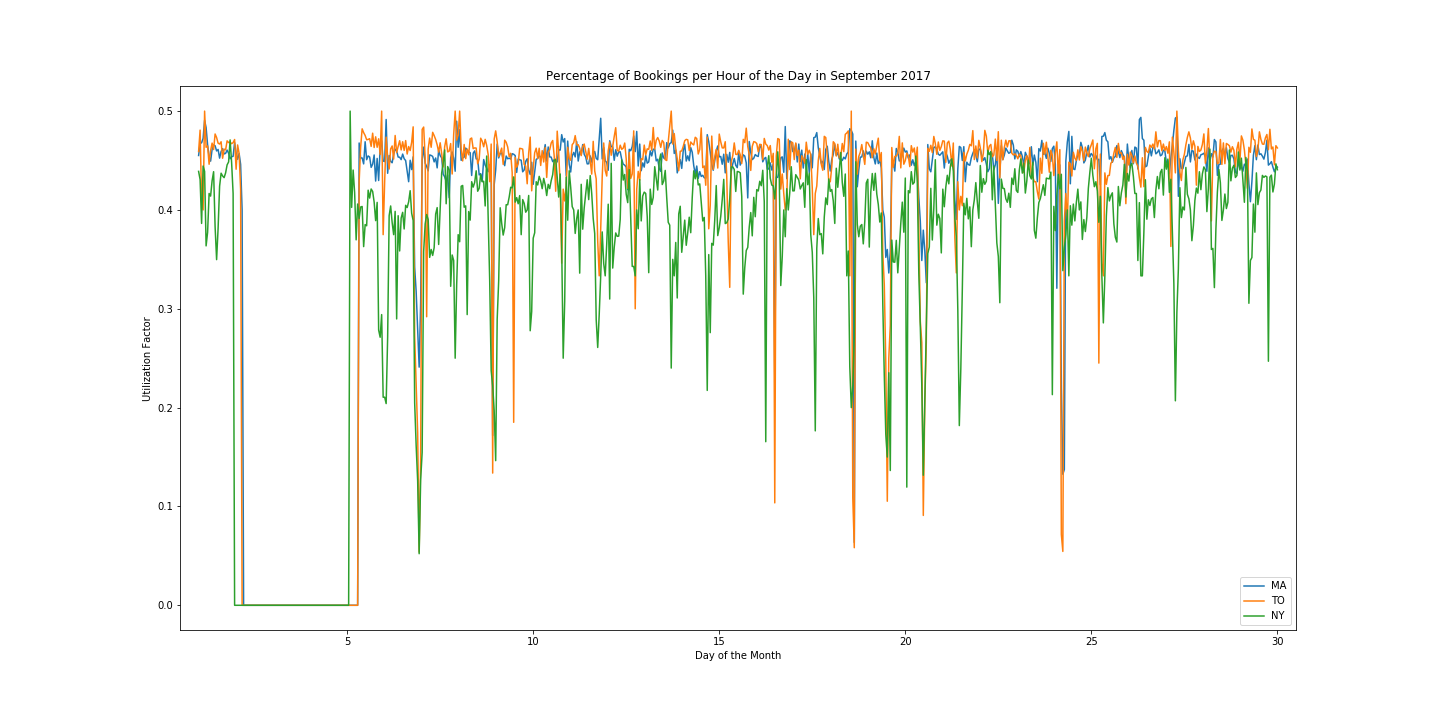 Percentage of Bookings per Hour of the Day in September 2017
Utilization Factor
0.5
0.4
0.3
0.2
0.1
0.0
5 10 15 20 25 30
Day of the Month
MA
TO
NY